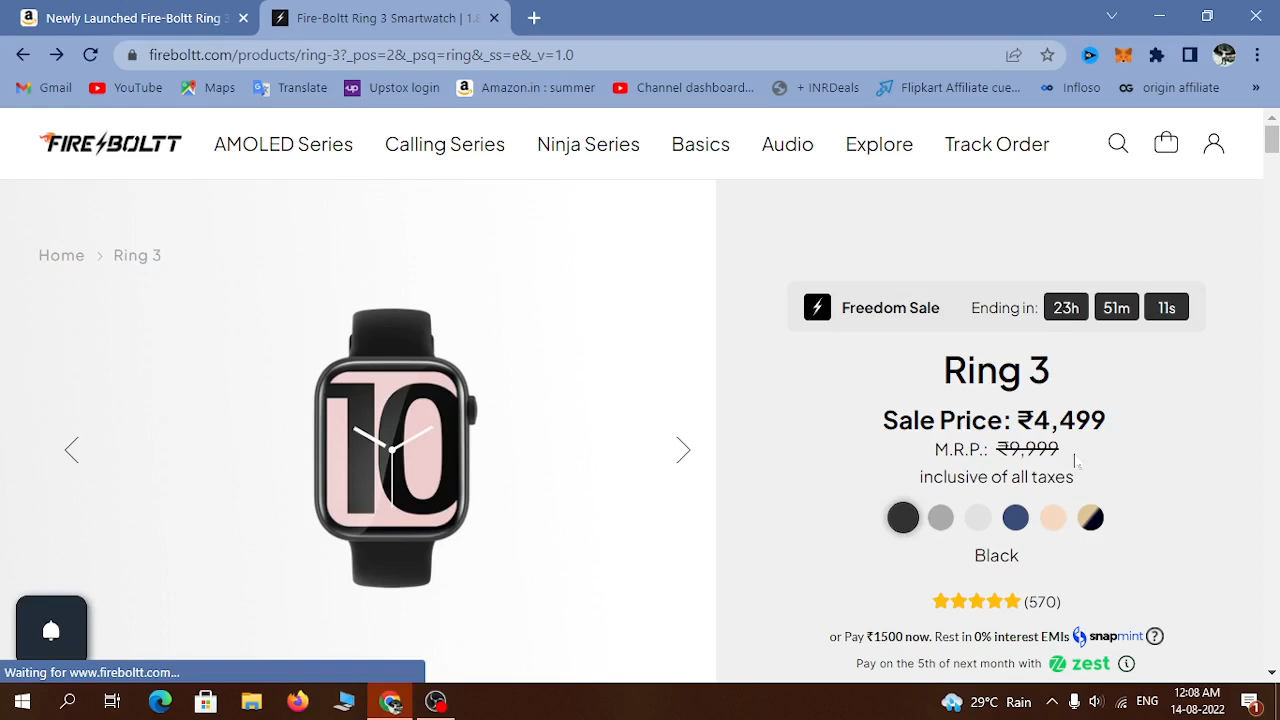 Newly Launched Fire-Boltt Ring 3
Fire-Boltt Ring 3 Smartwatch | 1.8
fireboltt.com/products/ring-3?_pos=2&_psq=ring&_ss=e&_v=1.0
Gmail YouTube Maps Translate Upstox login Amazon.in : summer Channel dashboard... + INRDeals Flipkart Affiliate cue... Infloso origin affiliate »
FIRE BOLTT AMOLED Series Calling Series Ninja Series Basics Audio Explore Track Order
Home > Ring 3
Freedom Sale Ending in: 23h 51m 11s
Ring 3
Sale Price: ₹4,499
M.R.P.: ₹9,999
inclusive of all taxes
10
Black
(570)
or Pay ₹1500 now. Rest in 0% interest EMIs snapmint ?
Pay on the 5th of next month with zest
Waiting for www.fireboltt.com...
29°C Rain ENG 12:08 AM
14-08-2022 1